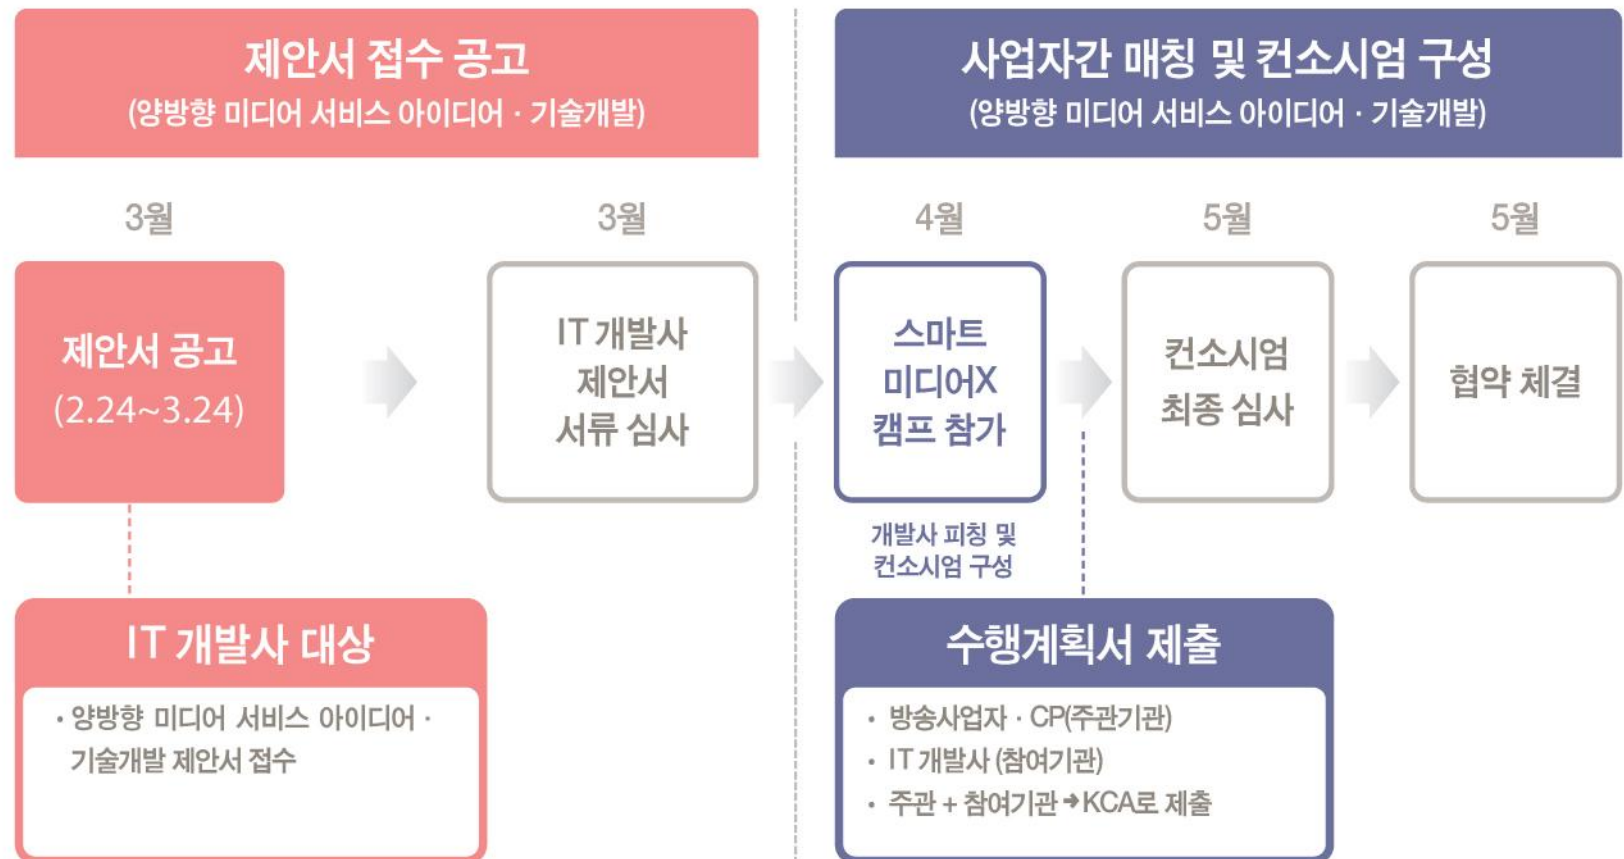 제안서 접수 공고
(양방향 미디어 서비스 아이디어 · 기술개발)
사업자간 매칭 및 컨소시엄 구성
(양방향 미디어 서비스 아이디어 · 기술개발)
3월
3월
4월
5월
5월
제안서 공고
(2.24~3.24)
IT 개발사
제안서
서류 심사
스마트
미디어X
캠프 참가
컨소시엄
최종 심사
협약 체결
개발사 피칭 및
컨소시엄 구성
IT 개발사 대상
· 양방향 미디어 서비스 아이디어 ·
기술개발 제안서 접수
수행계획서 제출
· 방송사업자 · CP(주관기관)
· IT 개발사 (참여기관)
· 주관 + 참여기관 → KCA로 제출